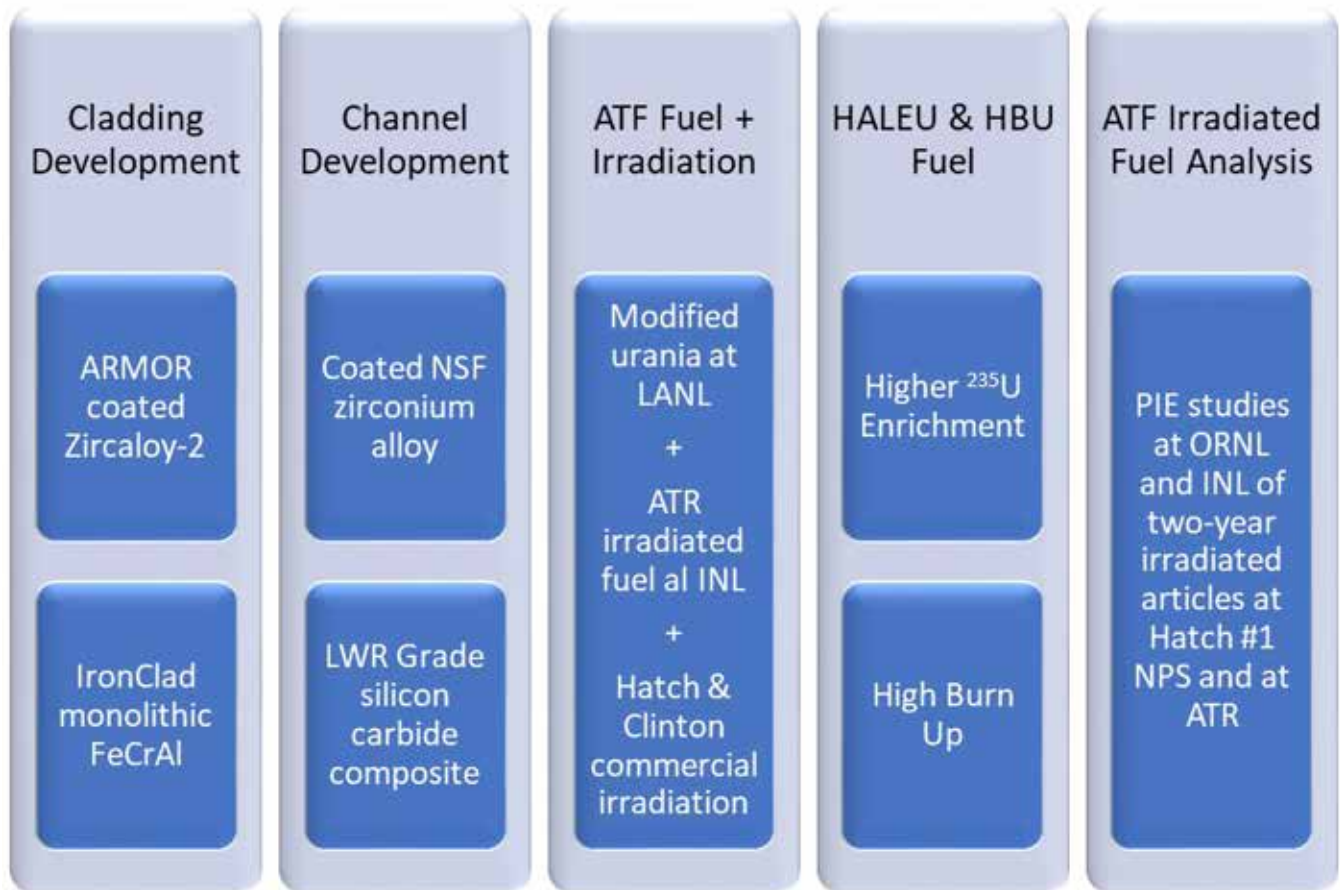 Cladding
Development
ARMOR
coated
Zircaloy-2
IronClad
monolithic
FeCrAl
Channel
Development
Coated NSF
zirconium
alloy
LWR Grade
silicon
carbide
composite
ATF Fuel +
Irradiation
Modified
urania at
LANL
+
ATR
irradiated
fuel al INL
+
Hatch &
Clinton
commercial
irradiation
HALEU & HBU
Fuel
Higher ²³⁵U
Enrichment
High Burn
Up
ATF Irradiated
Fuel Analysis
PIE studies
at ORNL
and INL of
two-year
irradiated
articles at
Hatch #1
NPS and at
ATR